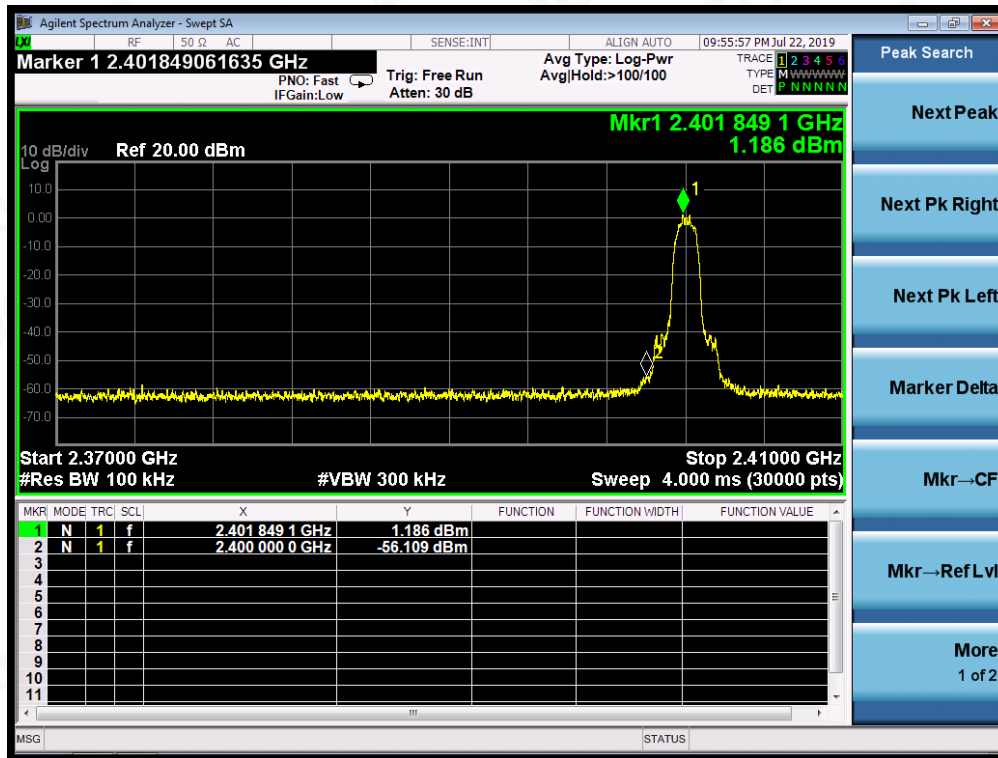 Agilent Spectrum Analyzer - Swept SA
LXI RF 50 Ω AC SENSE:INT ALIGN AUTO 09:55:57 PM Jul 22, 2019
Marker 1 2.401849061635 GHz
PNO: Fast
IFGain:Low
Trig: Free Run
Atten: 30 dB
Avg Type: Log-Pwr
Avg|Hold:>100/100
TRACE 1 2 3 4 5 6
TYPE M WWWWW
DET P N N N N N
Mkr1 2.401 849 1 GHz
1.186 dBm
10 dB/div Ref 20.00 dBm
Log
10.0
0.00
-10.0
-20.0
-30.0
-40.0
-50.0
-60.0
-70.0
1
2
Start 2.37000 GHz Stop 2.41000 GHz
#Res BW 100 kHz #VBW 300 kHz Sweep 4.000 ms (30000 pts)
MKR MODE TRC SCL X Y FUNCTION FUNCTION WIDTH FUNCTION VALUE
1 N 1 f 2.401 849 1 GHz 1.186 dBm
2 N 1 f 2.400 000 0 GHz -56.109 dBm
3
4
5
6
7
8
9
10
11
MSG STATUS
Peak Search
Next Peak
Next Pk Right
Next Pk Left
Marker Delta
Mkr→CF
Mkr→Ref Lvl
More
1 of 2